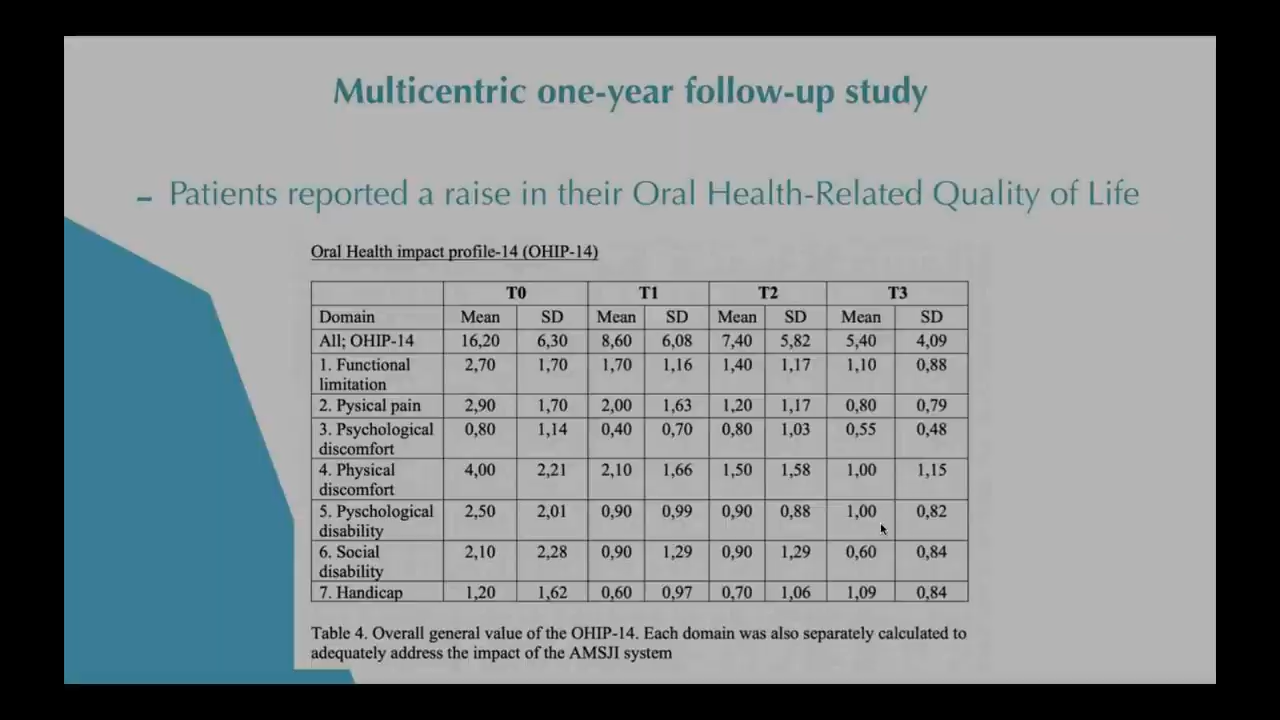 Multicentric one-year follow-up study
– Patients reported a raise in their Oral Health-Related Quality of Life
Oral Health impact profile-14 (OHIP-14)
T0 T1 T2 T3
Domain Mean SD Mean SD Mean SD Mean SD
All; OHIP-14 16,20 6,30 8,60 6,08 7,40 5,82 5,40 4,09
1. Functional 2,70 1,70 1,70 1,16 1,40 1,17 1,10 0,88
limitation
2. Pysical pain 2,90 1,70 2,00 1,63 1,20 1,17 0,80 0,79
3. Psychological 0,80 1,14 0,40 0,70 0,80 1,03 0,55 0,48
discomfort
4. Physical 4,00 2,21 2,10 1,66 1,50 1,58 1,00 1,15
discomfort
5. Pyschological 2,50 2,01 0,90 0,99 0,90 0,88 1,00 0,82
disability
6. Social 2,10 2,28 0,90 1,29 0,90 1,29 0,60 0,84
disability
7. Handicap 1,20 1,62 0,60 0,97 0,70 1,06 1,09 0,84
Table 4. Overall general value of the OHIP-14. Each domain was also separately calculated to
adequately address the impact of the AMSJI system